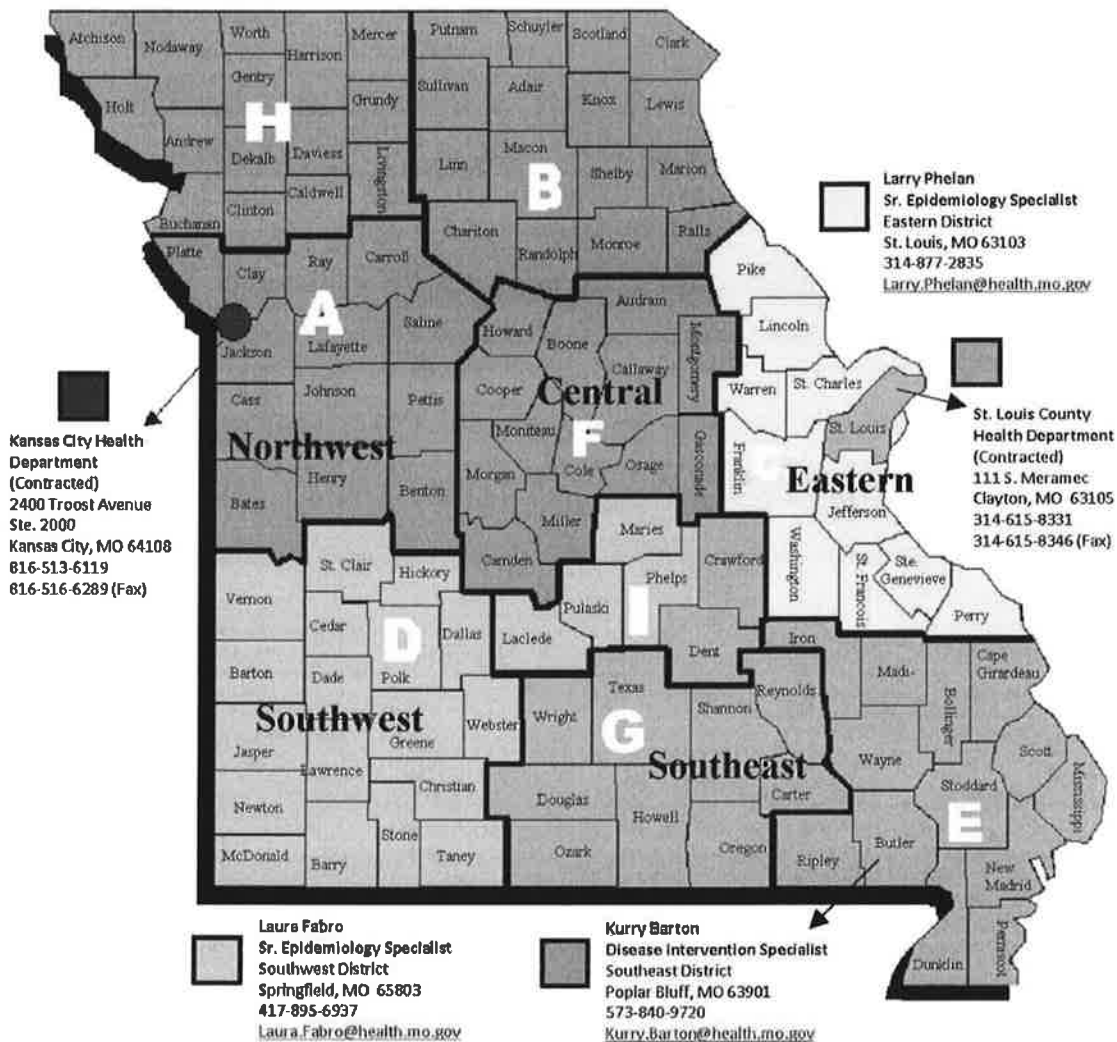 Atchison
Nodaway
Worth
Harrison
Mercer
Putnam
Schuyler
Scotland
Clark
Holt
Gentry
Grundy
Sullivan
Adair
Knox
Lewis
Andrew
H
Dekalb
Daviess
Livingston
Linn
Macon
B
Shelby
Marion
Buchanan
Clinton
Caldwell
Chariton
Randolph
Monroe
Ralls
Platte
Clay
Ray
Carroll
A
Saline
Jackson
Lafayette
Cass
Johnson
Pettis
Northwest
Bates
Henry
Benton
Howard
Boone
Audrain
Montgomery
Cooper
Callaway
Central
Moniteau
F
Morgan
Cole
Osage
Gasconade
Miller
Camden
Pike
Lincoln
Warren
St. Charles
St. Louis
Franklin
Eastern
Jefferson
Washington
St. Francois
Ste.
Genevieve
Perry
Maries
Phelps
Crawford
Pulaski
I
Laclede
Dent
St. Clair
Hickory
Vernon
Cedar
D
Dallas
Barton
Dade
Polk
Southwest
Webster
Jasper
Greene
Lawrence
Christian
Newton
Stone
McDonald
Barry
Taney
Texas
Wright
G
Shannon
Reynolds
Southeast
Douglas
Howell
Carter
Ozark
Oregon
Ripley
Iron
Madi-
Bollinger
Cape
Girardeau
Wayne
Scott
Stoddard
E
Mississippi
Butler
New
Madrid
Dunklin
Larry Phelan
Sr. Epidemiology Specialist
Eastern District
St. Louis, MO 63103
314-877-2835
Larry.Phelan@health.mo.gov
St. Louis County
Health Department
(Contracted)
111 S. Meramec
Clayton, MO 63105
314-615-8331
314-615-8346 (Fax)
Kansas City Health
Department
(Contracted)
2400 Troost Avenue
Ste. 2000
Kansas City, MO 64108
816-513-6119
816-516-6289 (Fax)
Laura Fabro
Sr. Epidemiology Specialist
Southwest District
Springfield, MO 65803
417-895-6937
Laura.Fabro@health.mo.gov
Kurry Barton
Disease Intervention Specialist
Southeast District
Poplar Bluff, MO 63901
573-840-9720
Kurry.Barton@health.mo.gov